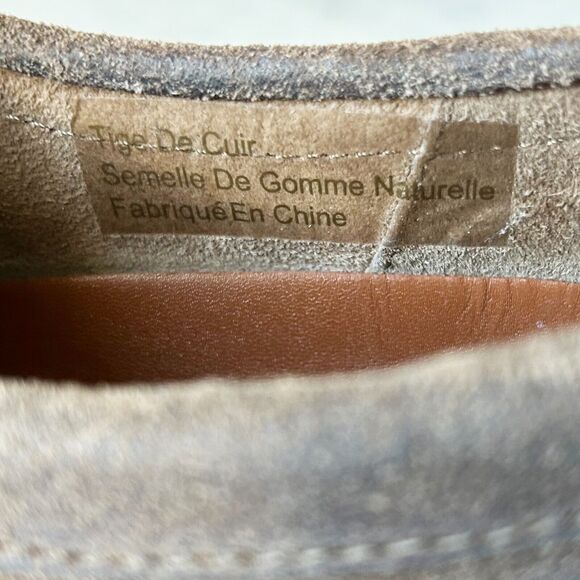 Tige De Cuir
Semelle De Gomme Naturelle
Fabriqué En Chine